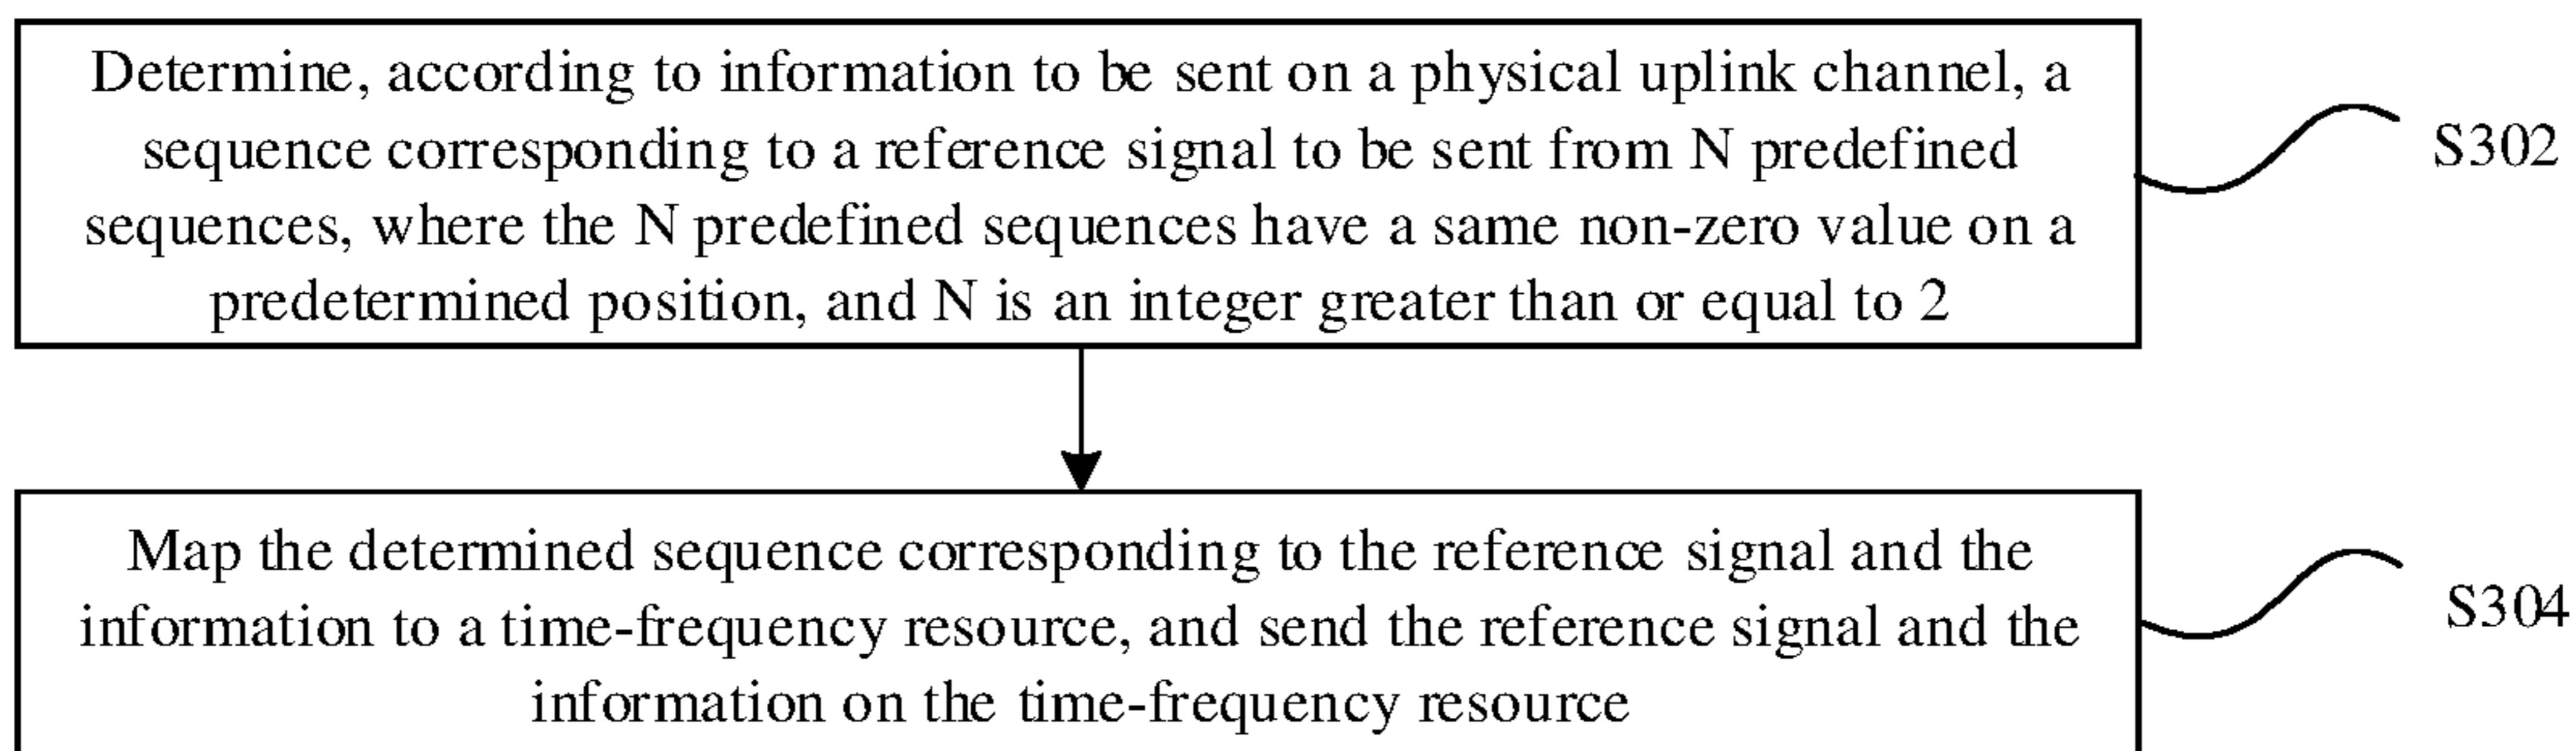 Determine, according to information to be sent on a physical uplink channel, a
sequence corresponding to a reference signal to be sent from N predefined
sequences, where the N predefined sequences have a same non-zero value on a
predetermined position, and N is an integer greater than or equal to 2
S302
Map the determined sequence corresponding to the reference signal and the
information to a time-frequency resource, and send the reference signal and the
information on the time-frequency resource
S304